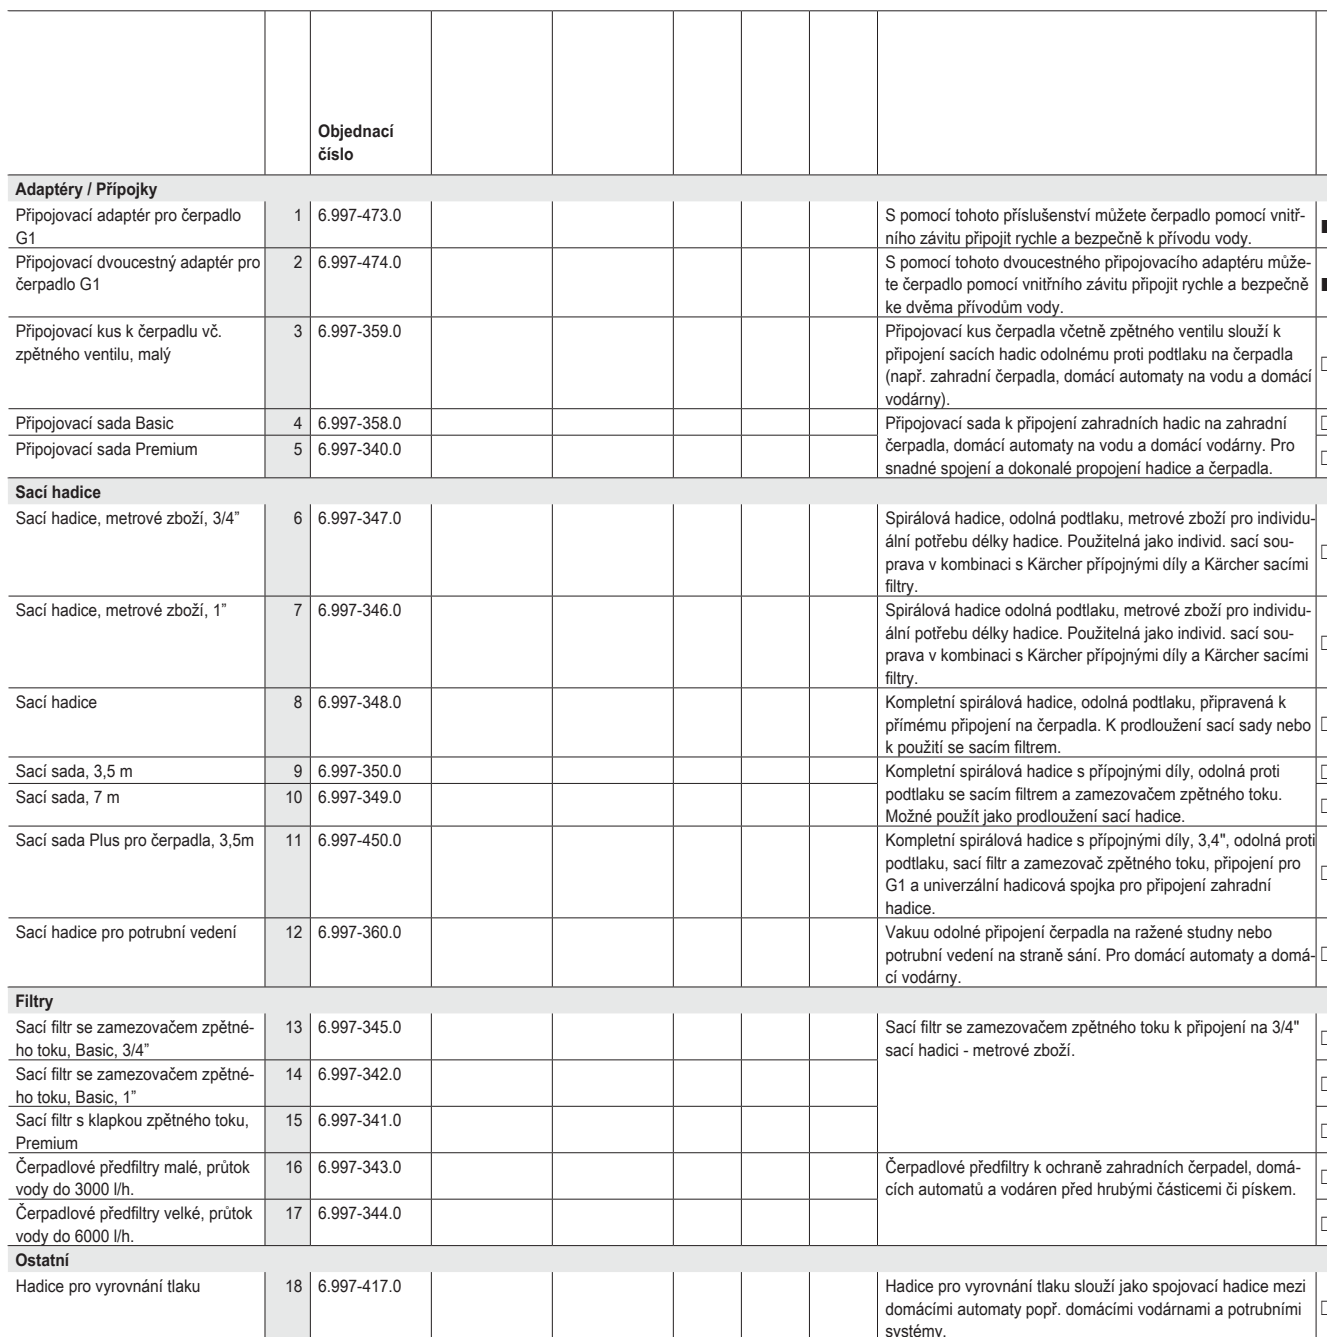 Objednací
číslo
Adaptéry / Přípojky
Připojovací adaptér pro čerpadlo
G1
1
6.997-473.0
S pomocí tohoto příslušenství můžete čerpadlo pomocí vnitř-
ního závitu připojit rychle a bezpečně k přívodu vody.
Připojovací dvoucestný adaptér pro
čerpadlo G1
2
6.997-474.0
S pomocí tohoto dvoucestného připojovacího adaptéru může-
te čerpadlo pomocí vnitřního závitu připojit rychle a bezpečně
ke dvěma přívodům vody.
Připojovací kus k čerpadlu vč.
zpětného ventilu, malý
3
6.997-359.0
Připojovací kus čerpadla včetně zpětného ventilu slouží k
připojení sacích hadic odolnému proti podtlaku na čerpadla
(např. zahradní čerpadla, domácí automaty na vodu a domácí
vodárny).
Připojovací sada Basic
4
6.997-358.0
Připojovací sada Premium
5
6.997-340.0
Připojovací sada k připojení zahradních hadic na zahradní
čerpadla, domácí automaty na vodu a domácí vodárny. Pro
snadné spojení a dokonalé propojení hadice a čerpadla.
Sací hadice
Sací hadice, metrové zboží, 3/4”
6
6.997-347.0
Spirálová hadice, odolná podtlaku, metrové zboží pro individu-
ální potřebu délky hadice. Použitelná jako individ. sací sou-
prava v kombinaci s Kärcher přípojnými díly a Kärcher sacími
filtry.
Sací hadice, metrové zboží, 1”
7
6.997-346.0
Spirálová hadice odolná podtlaku, metrové zboží pro individu-
ální potřebu délky hadice. Použitelná jako individ. sací sou-
prava v kombinaci s Kärcher přípojnými díly a Kärcher sacími
filtry.
Sací hadice
8
6.997-348.0
Kompletní spirálová hadice, odolná podtlaku, připravená k
přímému připojení na čerpadla. K prodloužení sací sady nebo
k použití se sacím filtrem.
Sací sada, 3,5 m
9
6.997-350.0
Sací sada, 7 m
10
6.997-349.0
Kompletní spirálová hadice s přípojnými díly, odolná proti
podtlaku se sacím filtrem a zamezovačem zpětného toku.
Možné použít jako prodloužení sací hadice.
Sací sada Plus pro čerpadla, 3,5m
11
6.997-450.0
Kompletní spirálová hadice s přípojnými díly, 3,4", odolná proti
podtlaku, sací filtr a zamezovač zpětného toku, připojení pro
G1 a univerzální hadicová spojka pro připojení zahradní
hadice.
Sací hadice pro potrubní vedení
12
6.997-360.0
Vakuu odolné připojení čerpadla na ražené studny nebo
potrubní vedení na straně sání. Pro domácí automaty a domá-
cí vodárny.
Filtry
Sací filtr se zamezovačem zpětné-
ho toku, Basic, 3/4”
13
6.997-345.0
Sací filtr se zamezovačem zpětného toku k připojení na 3/4"
sací hadici - metrové zboží.
Sací filtr se zamezovačem zpětné-
ho toku, Basic, 1”
14
6.997-342.0
Sací filtr s klapkou zpětného toku,
Premium
15
6.997-341.0
Čerpadlové předfiltry malé, průtok
vody do 3000 l/h.
16
6.997-343.0
Čerpadlové předfiltry k ochraně zahradních čerpadel, domá-
cích automatů a vodáren před hrubými částicemi či pískem.
Čerpadlové předfiltry velké, průtok
vody do 6000 l/h.
17
6.997-344.0
Ostatní
Hadice pro vyrovnání tlaku
18
6.997-417.0
Hadice pro vyrovnání tlaku slouží jako spojovací hadice mezi
domácími automaty popř. domácími vodárnami a potrubními
systémy.